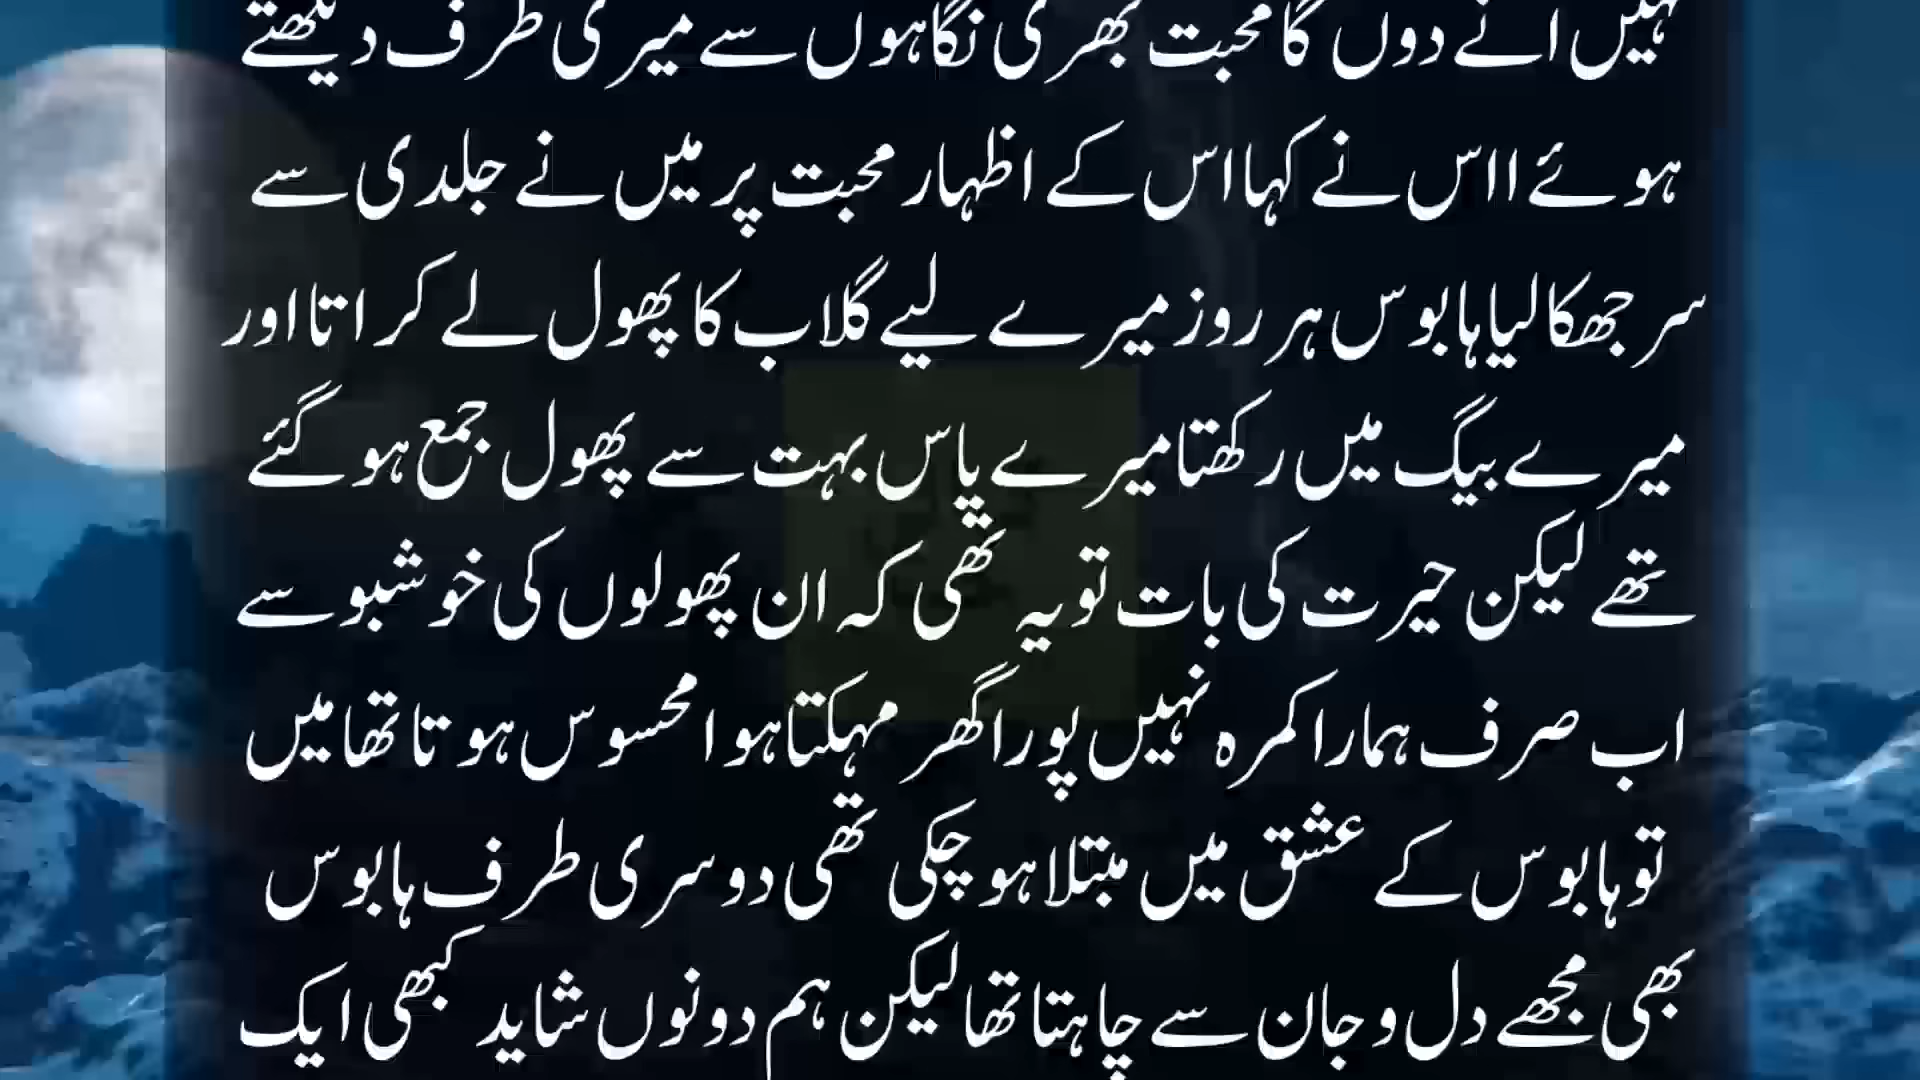 نہیں انے دوں گا محبت بھری نگاہوں سے میری طرف دیکھتے
ہوئے ااس نے کہا اس کے اظہار محبت پر میں نے جلدی سے
سر جھکا لیا ہابوس ہر روز میرے لیے گلاب کا پھول لے کر اتا اور
میرے بیگ میں رکھتا میرے پاس بہت سے پھول جمع ہو گئے
تھے لیکن حیرت کی بات تو یہ تھی کہ ان پھولوں کی خوشبو سے
اب صرف ہمارا کمرہ نہیں پورا گھر مہکتا ہوا محسوس ہوتا تھا میں
تو ہابوس کے عشق میں مبتلا ہو چکی تھی دوسری طرف ہابوس
بھی مجھے دل و جان سے چاہتا تھا لیکن ہم دونوں شاید کبھی ایک